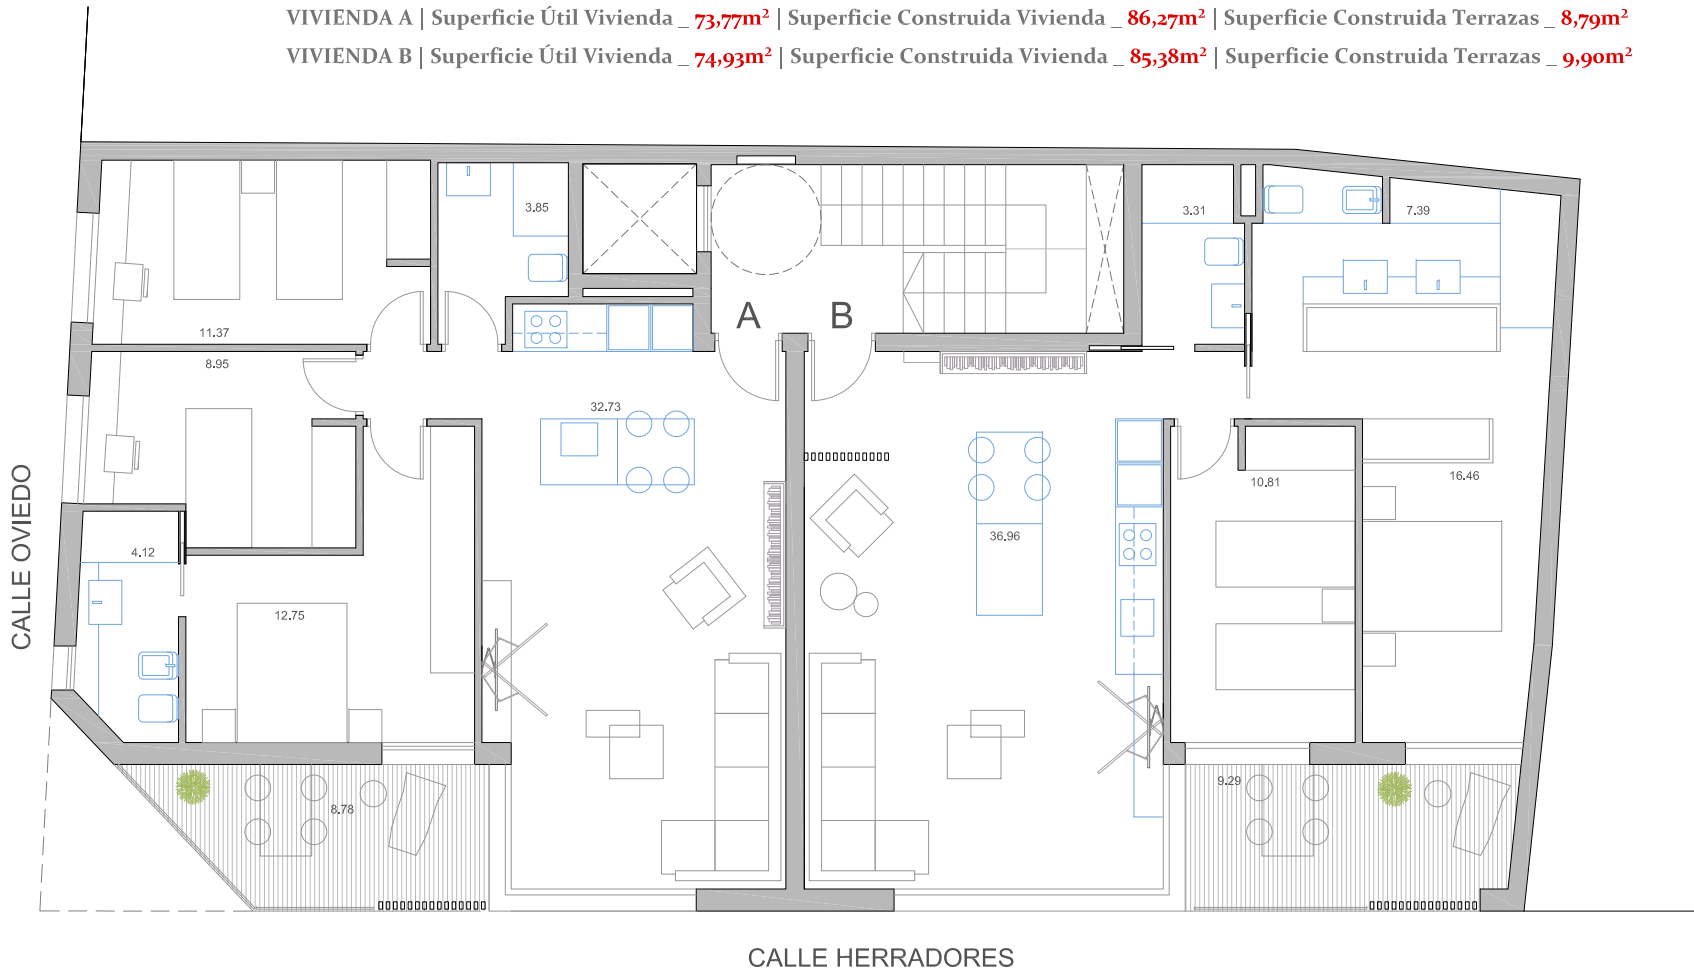 VIVIENDA A | Superficie Útil Vivienda _ 73,77m² | Superficie Construida Vivienda _ 86,27m² | Superficie Construida Terrazas _ 8,79m²
VIVIENDA B | Superficie Útil Vivienda _ 74,93m² | Superficie Construida Vivienda _ 85,38m² | Superficie Construida Terrazas _ 9,90m²
3.85
3.31
7.39
A
B
11.37
8.95
32.73
CALLE OVIEDO
10.81
16.46
36.96
4.12
12.75
9.29
8.78
CALLE HERRADORES